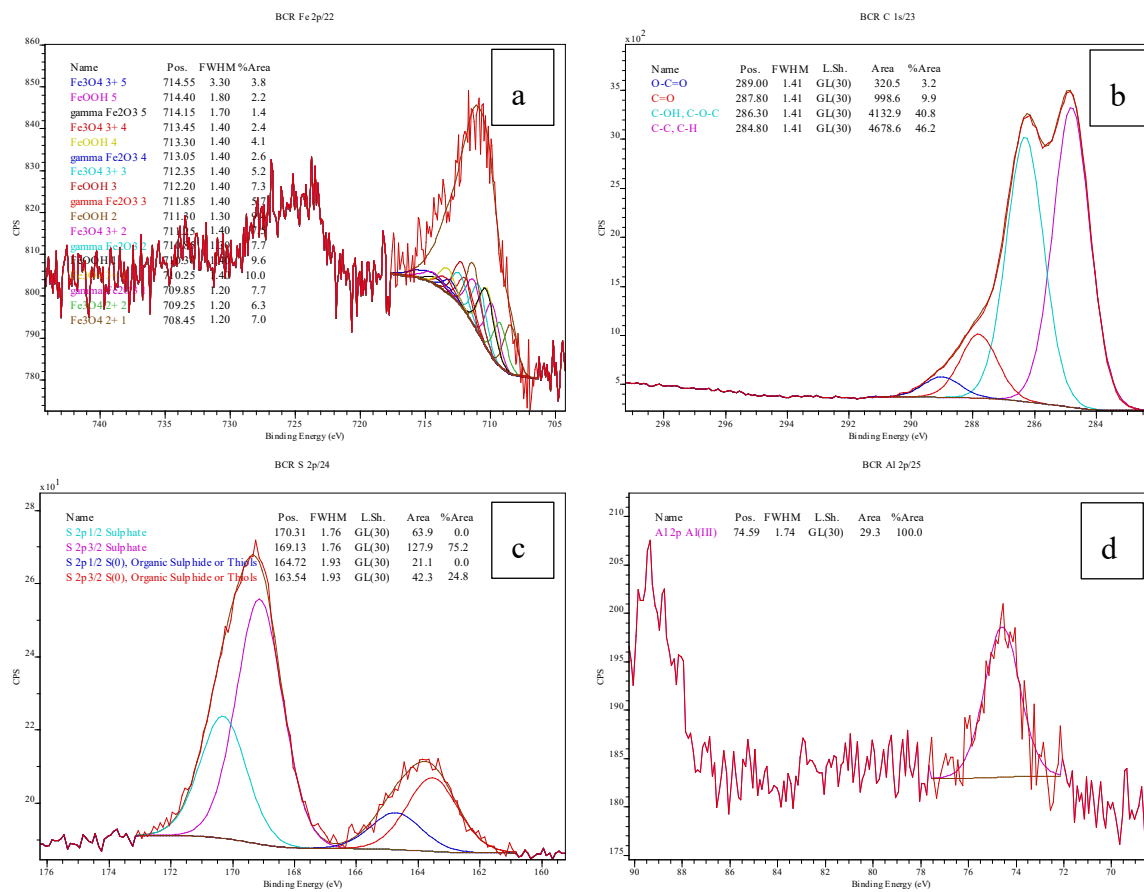 BCR Fe 2p/22
860
850
840
830
820
810
800
790
780
CPS
Name Pos. FWHM %Area
Fe3O4 3+ 5 714.55 3.30 3.8
FeOOH 5 714.40 1.80 2.2
gamma Fe2O3 5 714.15 1.70 1.4
Fe3O4 3+ 4 713.45 1.40 2.4
FeOOH 4 713.30 1.40 4.1
gamma Fe2O3 4 713.05 1.40 2.6
Fe3O4 3+ 3 712.35 1.40 5.2
FeOOH 3 712.20 1.40 7.3
gamma Fe2O3 3 711.85 1.40
FeOOH 2 711.30 1.30
Fe3O4 3+ 2 1.40
gamma Fe2O3 2 7.7
9.6
710.25 1.40 10.0
709.85 1.20 7.7
Fe3O4 2+ 2 709.25 1.20 6.3
Fe3O4 2+ 1 708.45 1.20 7.0
a
740 735 730 725 720 715 710 705
Binding Energy (eV)
BCR C 1s/23
x10²
35
30
25
20
15
10
5
CPS
Name Pos. FWHM L.Sh. Area %Area
O-C=O 289.00 1.41 GL(30) 320.5 3.2
C=O 287.80 1.41 GL(30) 998.6 9.9
C-OH, C-O-C 286.30 1.41 GL(30) 4132.9 40.8
C-C, C-H 284.80 1.41 GL(30) 4678.6 46.2
b
298 296 294 292 290 288 286 284
Binding Energy (eV)
BCR S 2p/24
x10¹
28
26
24
22
20
CPS
Name Pos. FWHM L.Sh. Area %Area
S 2p1/2 Sulphate 170.31 1.76 GL(30) 63.9 0.0
S 2p3/2 Sulphate 169.13 1.76 GL(30) 127.9 75.2
S 2p1/2 S(0), Organic Sulphide or Thiols 164.72 1.93 GL(30) 21.1 0.0
S 2p3/2 S(0), Organic Sulphide or Thiols 163.54 1.93 GL(30) 42.3 24.8
c
176 174 172 170 168 166 164 162 160
Binding Energy (eV)
BCR Al 2p/25
210
205
200
195
190
185
180
175
CPS
Name Pos. FWHM L.Sh. Area %Area
Al 2p Al(III) 74.59 1.74 GL(30) 29.3 100.0
d
90 88 86 84 82 80 78 76 74 72 70
Binding Energy (eV)